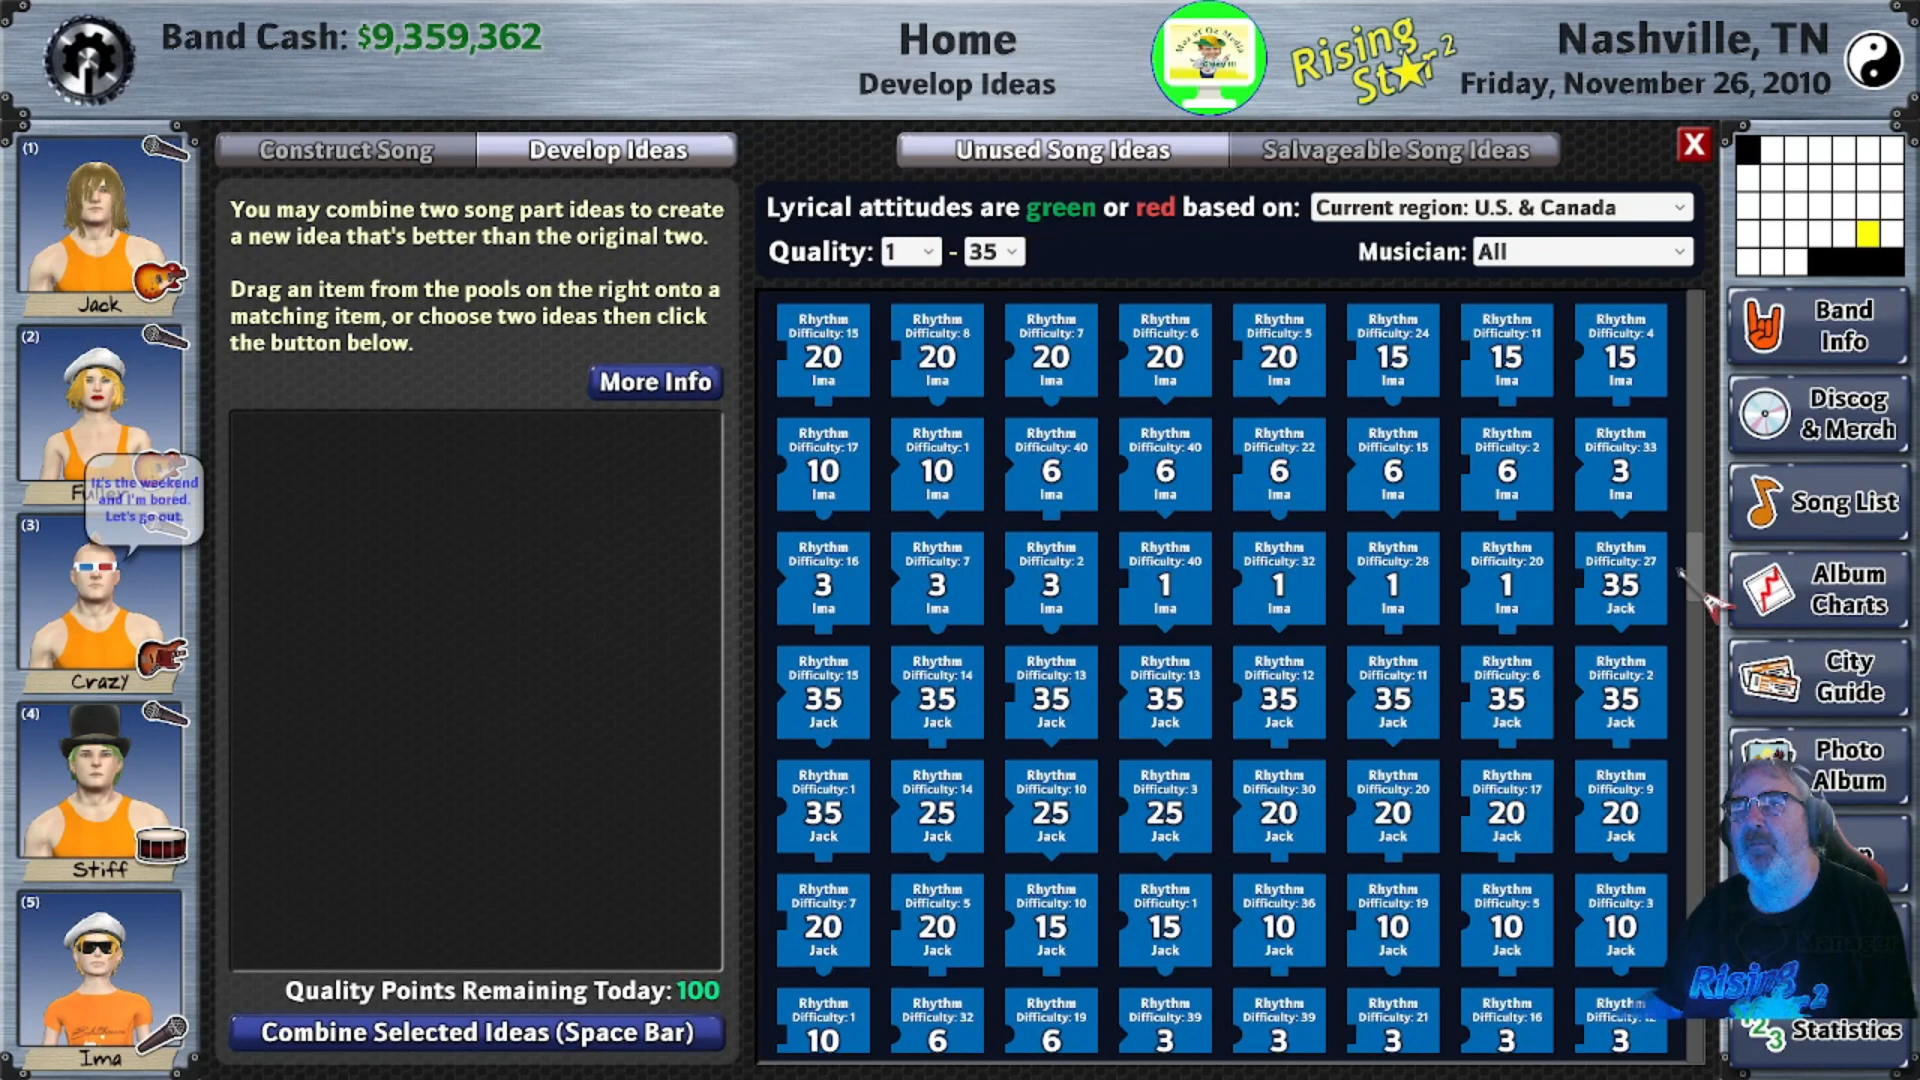 Band Cash: $9,359,362
Home
Develop Ideas
Rising Star 2
Nashville, TN
Friday, November 26, 2010
(1)
Jack
(2)
It's the weekend
and I'm bored.
Let's go out.
(3)
Crazy
(4)
Stiff
(5)
Ima
Construct Song
Develop Ideas
You may combine two song part ideas to create
a new idea that's better than the original two.
Drag an item from the pools on the right onto a
matching item, or choose two ideas then click
the button below.
More Info
Quality Points Remaining Today: 100
Combine Selected Ideas (Space Bar)
Unused Song Ideas
Salvageable Song Ideas
X
Lyrical attitudes are green or red based on: Current region: U.S. & Canada
Quality: 1 - 35 Musician: All
Rhythm Rhythm Rhythm Rhythm Rhythm Rhythm Rhythm Rhythm
Difficulty: 15 Difficulty: 8 Difficulty: 7 Difficulty: 6 Difficulty: 5 Difficulty: 24 Difficulty: 11 Difficulty: 4
20 20 20 20 20 15 15 15
Ima Ima Ima Ima Ima Ima Ima Ima
Rhythm Rhythm Rhythm Rhythm Rhythm Rhythm Rhythm Rhythm
Difficulty: 17 Difficulty: 1 Difficulty: 40 Difficulty: 40 Difficulty: 22 Difficulty: 15 Difficulty: 2 Difficulty: 33
10 10 6 6 6 6 6 3
Ima Ima Ima Ima Ima Ima Ima Ima
Rhythm Rhythm Rhythm Rhythm Rhythm Rhythm Rhythm Rhythm
Difficulty: 16 Difficulty: 7 Difficulty: 2 Difficulty: 40 Difficulty: 32 Difficulty: 28 Difficulty: 20 Difficulty: 27
3 3 3 1 1 1 1 35
Ima Ima Ima Ima Ima Ima Ima Jack
Rhythm Rhythm Rhythm Rhythm Rhythm Rhythm Rhythm Rhythm
Difficulty: 15 Difficulty: 14 Difficulty: 13 Difficulty: 13 Difficulty: 12 Difficulty: 11 Difficulty: 6 Difficulty: 2
35 35 35 35 35 35 35 35
Jack Jack Jack Jack Jack Jack Jack Jack
Rhythm Rhythm Rhythm Rhythm Rhythm Rhythm Rhythm Rhythm
Difficulty: 1 Difficulty: 14 Difficulty: 10 Difficulty: 3 Difficulty: 30 Difficulty: 20 Difficulty: 17 Difficulty: 9
35 25 25 25 20 20 20 20
Jack Jack Jack Jack Jack Jack Jack Jack
Rhythm Rhythm Rhythm Rhythm Rhythm Rhythm Rhythm Rhythm
Difficulty: 7 Difficulty: 5 Difficulty: 10 Difficulty: 1 Difficulty: 36 Difficulty: 19 Difficulty: 5 Difficulty: 3
20 20 15 15 10 10 10 10
Jack Jack Jack Jack Jack Jack Jack Jack
Rhythm Rhythm Rhythm Rhythm Rhythm Rhythm Rhythm
Difficulty: 1 Difficulty: 32 Difficulty: 19 Difficulty: 39 Difficulty: 39 Difficulty: 21 Difficulty: 16
10 6 6 3 3 3 3 3
Band
Info
Discog
& Merch
Song List
Album
Charts
City
Guide
Photo
Album
Manager
Rising
Star 2
Statistics